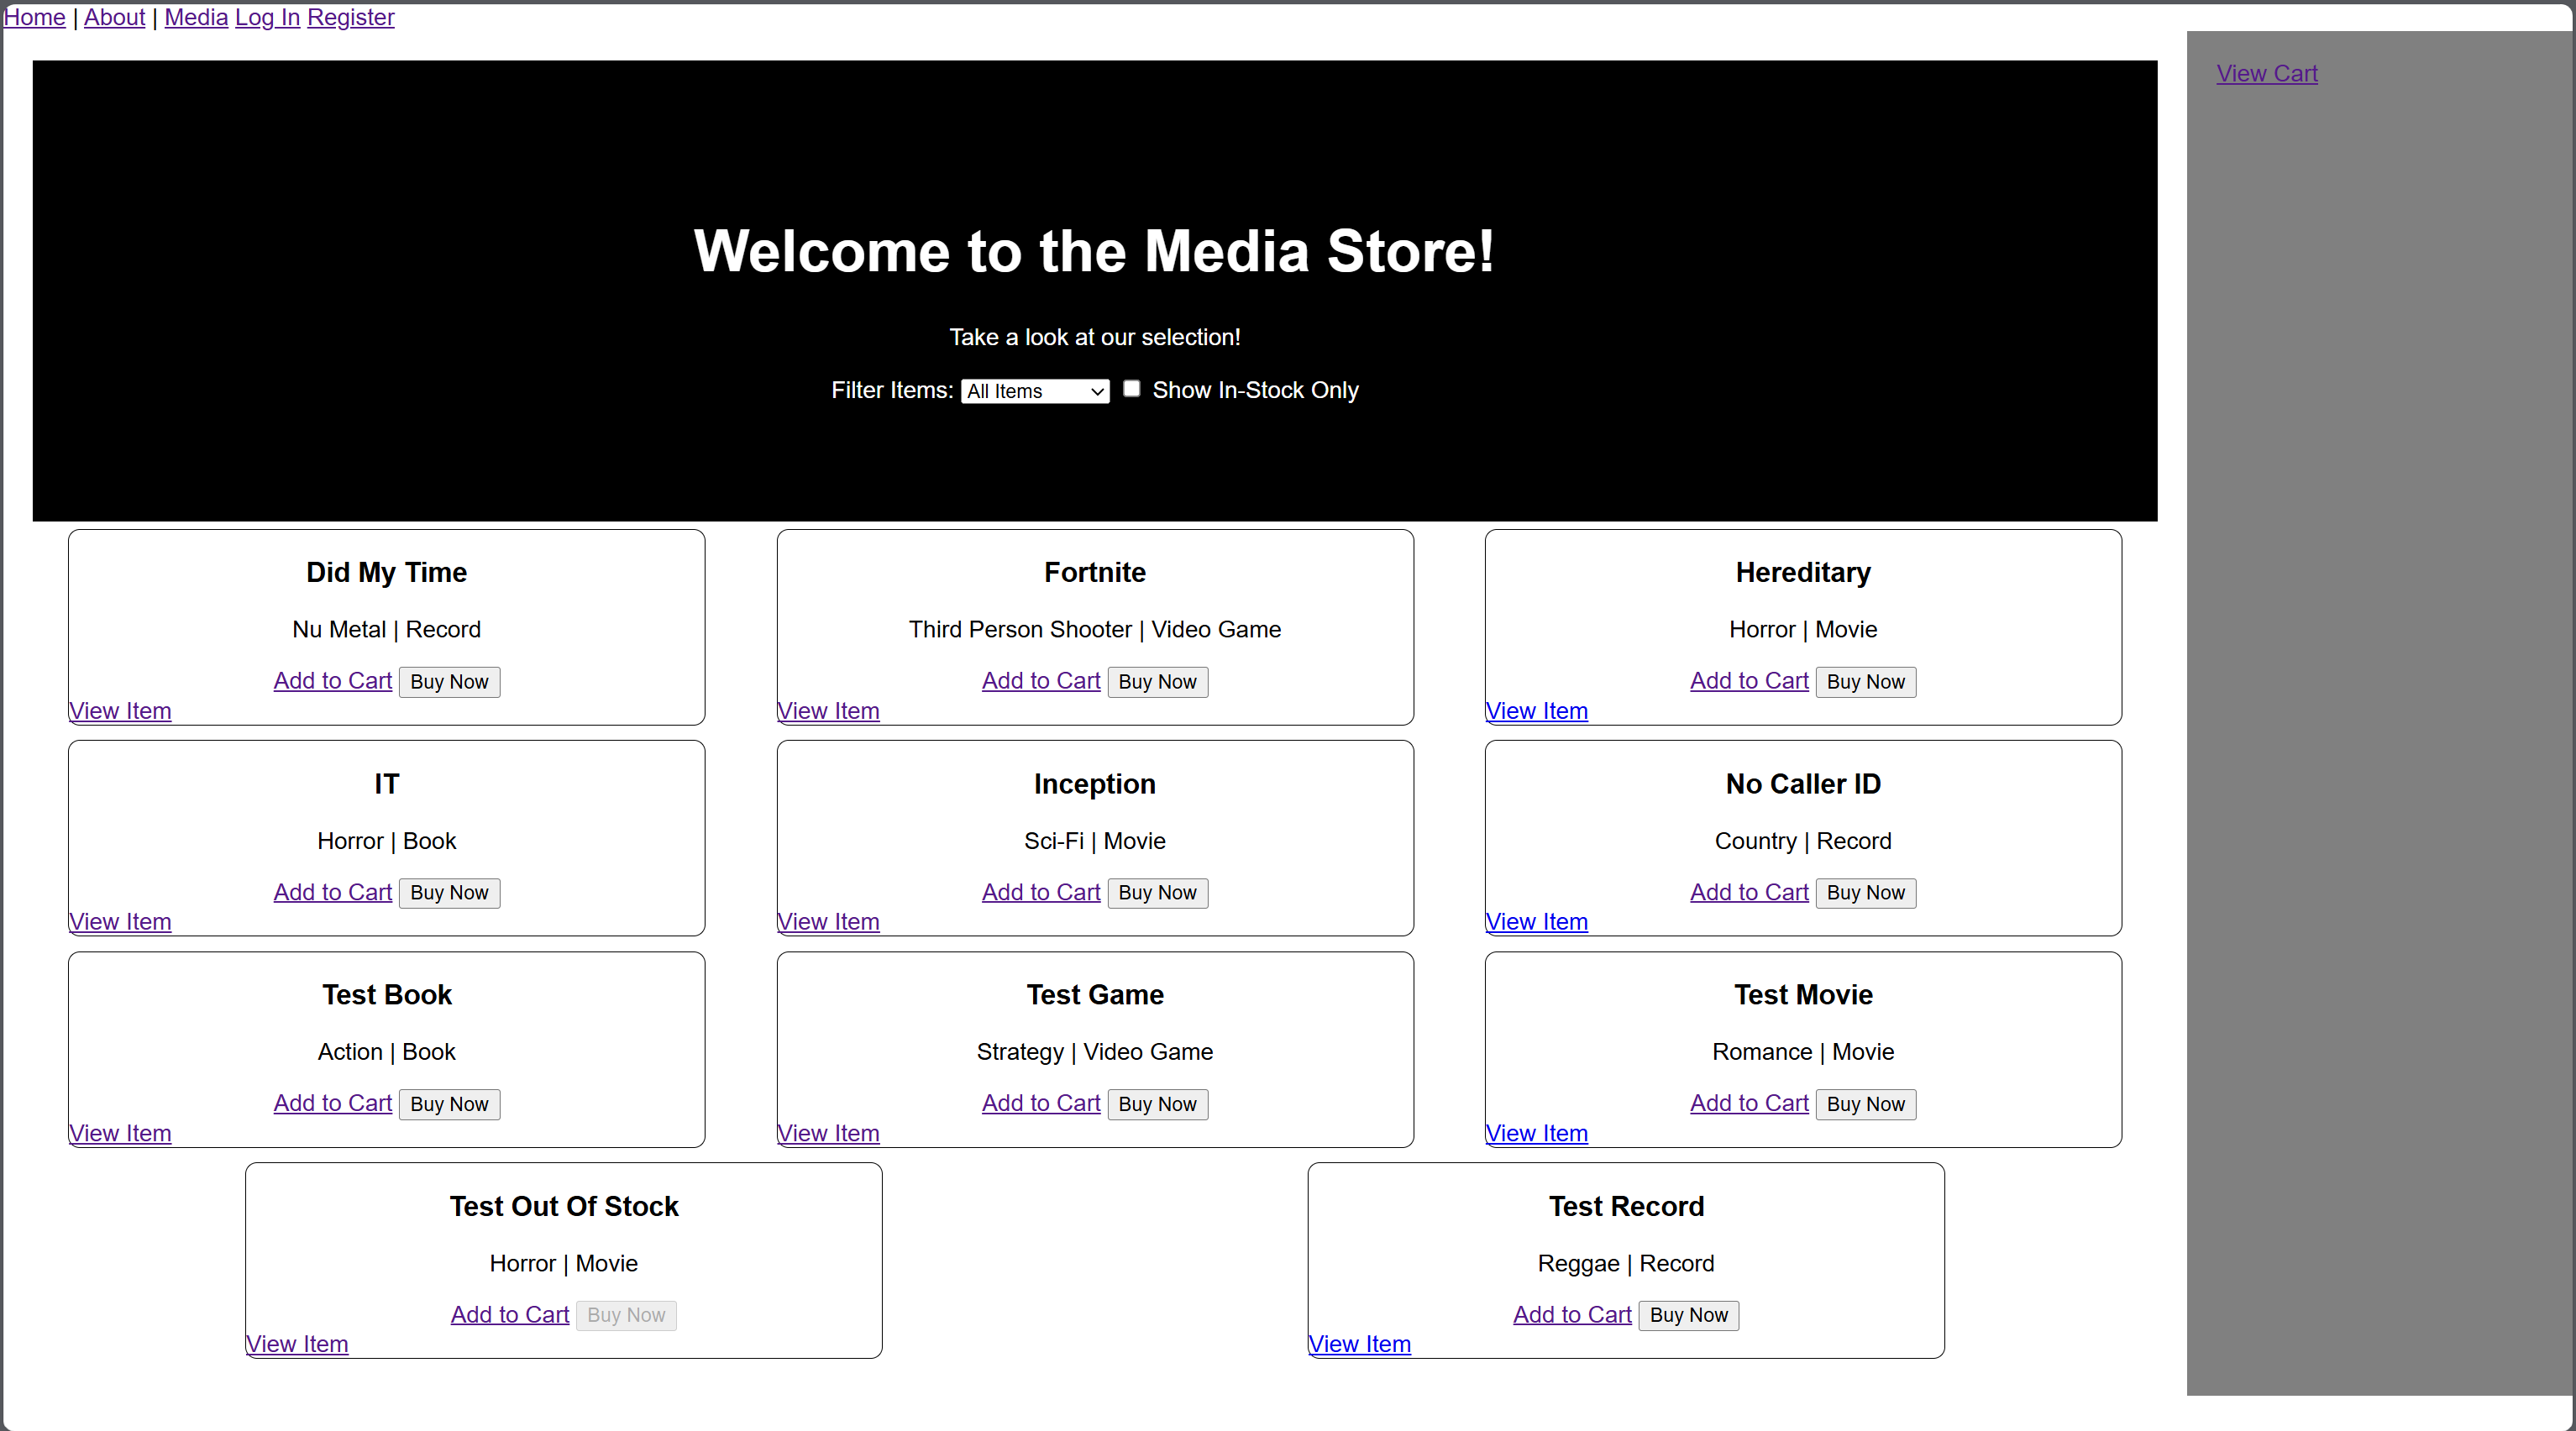 Home | About | Media Log In Register
View Cart
Welcome to the Media Store!
Take a look at our selection!
Filter Items: All Items Show In-Stock Only
Did My Time
Nu Metal | Record
Add to Cart Buy Now
View Item
Fortnite
Third Person Shooter | Video Game
Add to Cart Buy Now
View Item
Hereditary
Horror | Movie
Add to Cart Buy Now
View Item
IT
Horror | Book
Add to Cart Buy Now
View Item
Inception
Sci-Fi | Movie
Add to Cart Buy Now
View Item
No Caller ID
Country | Record
Add to Cart Buy Now
View Item
Test Book
Action | Book
Add to Cart Buy Now
View Item
Test Game
Strategy | Video Game
Add to Cart Buy Now
View Item
Test Movie
Romance | Movie
Add to Cart Buy Now
View Item
Test Out Of Stock
Horror | Movie
Add to Cart Buy Now
View Item
Test Record
Reggae | Record
Add to Cart Buy Now
View Item